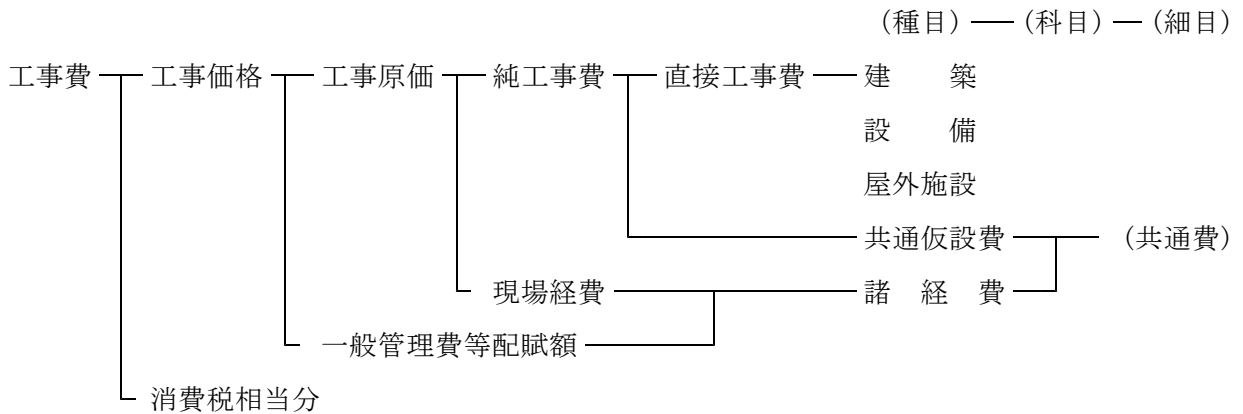 (種目) ― (科目) ― (細目)
工事費 工事価格 工事原価 純工事費 直接工事費 建築
設備
屋外施設
共通仮設費 (共通費)
現場経費 諸経費
一般管理費等配賦額
消費税相当分